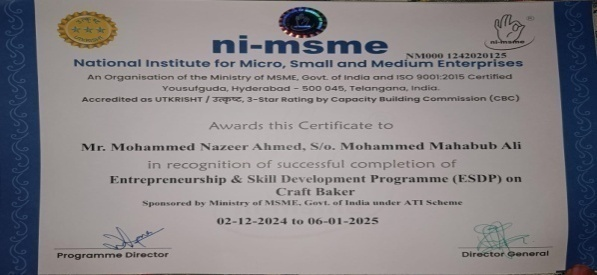 ni-msme
ni-msme
NM000 1242020125
National Institute for Micro, Small and Medium Enterprises
An Organisation of the Ministry of MSME, Govt. of India and ISO 9001:2015 Certified
Yousufguda, Hyderabad - 500 045, Telangana, India.
Accredited as UTKRISHT / उत्कृष्ट, 3-Star Rating by Capacity Building Commission (CBC)
Awards this Certificate to
Mr. Mohammed Nazeer Ahmed, S/o. Mohammed Mahabub Ali
in recognition of successful completion of
Entrepreneurship & Skill Development Programme (ESDP) on
Craft Baker
Sponsored by Ministry of MSME, Govt. of India under ATI Scheme
02-12-2024 to 06-01-2025
Programme Director
Director General